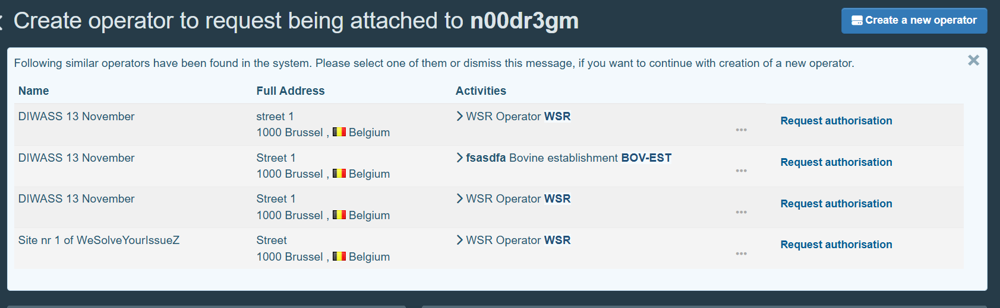 Create operator to request being attached to n00dr3gm
Create a new operator
Following similar operators have been found in the system. Please select one of them or dismiss this message, if you want to continue with creation of a new operator.
Name Full Address Activities
DIWASS 13 November street 1 WSR Operator WSR Request authorisation
1000 Brussel , Belgium
DIWASS 13 November Street 1 fsasdfa Bovine establishment BOV-EST Request authorisation
1000 Brussel , Belgium
DIWASS 13 November Street 1 WSR Operator WSR Request authorisation
1000 Brussel , Belgium
Site nr 1 of WeSolveYourIssueZ Street WSR Operator WSR Request authorisation
1000 Brussel , Belgium